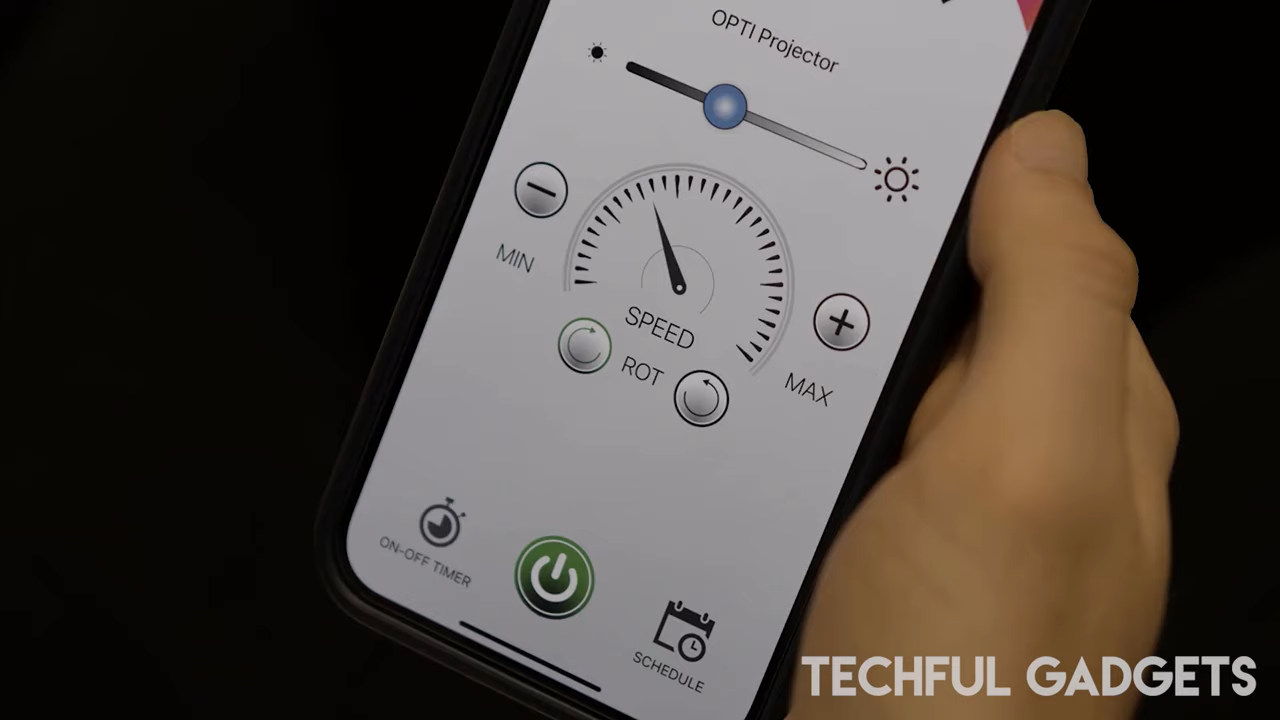 OPTI Projector
MIN
SPEED
ROT
MAX
ON-OFF TIMER
SCHEDULE
TECHFUL GADGETS